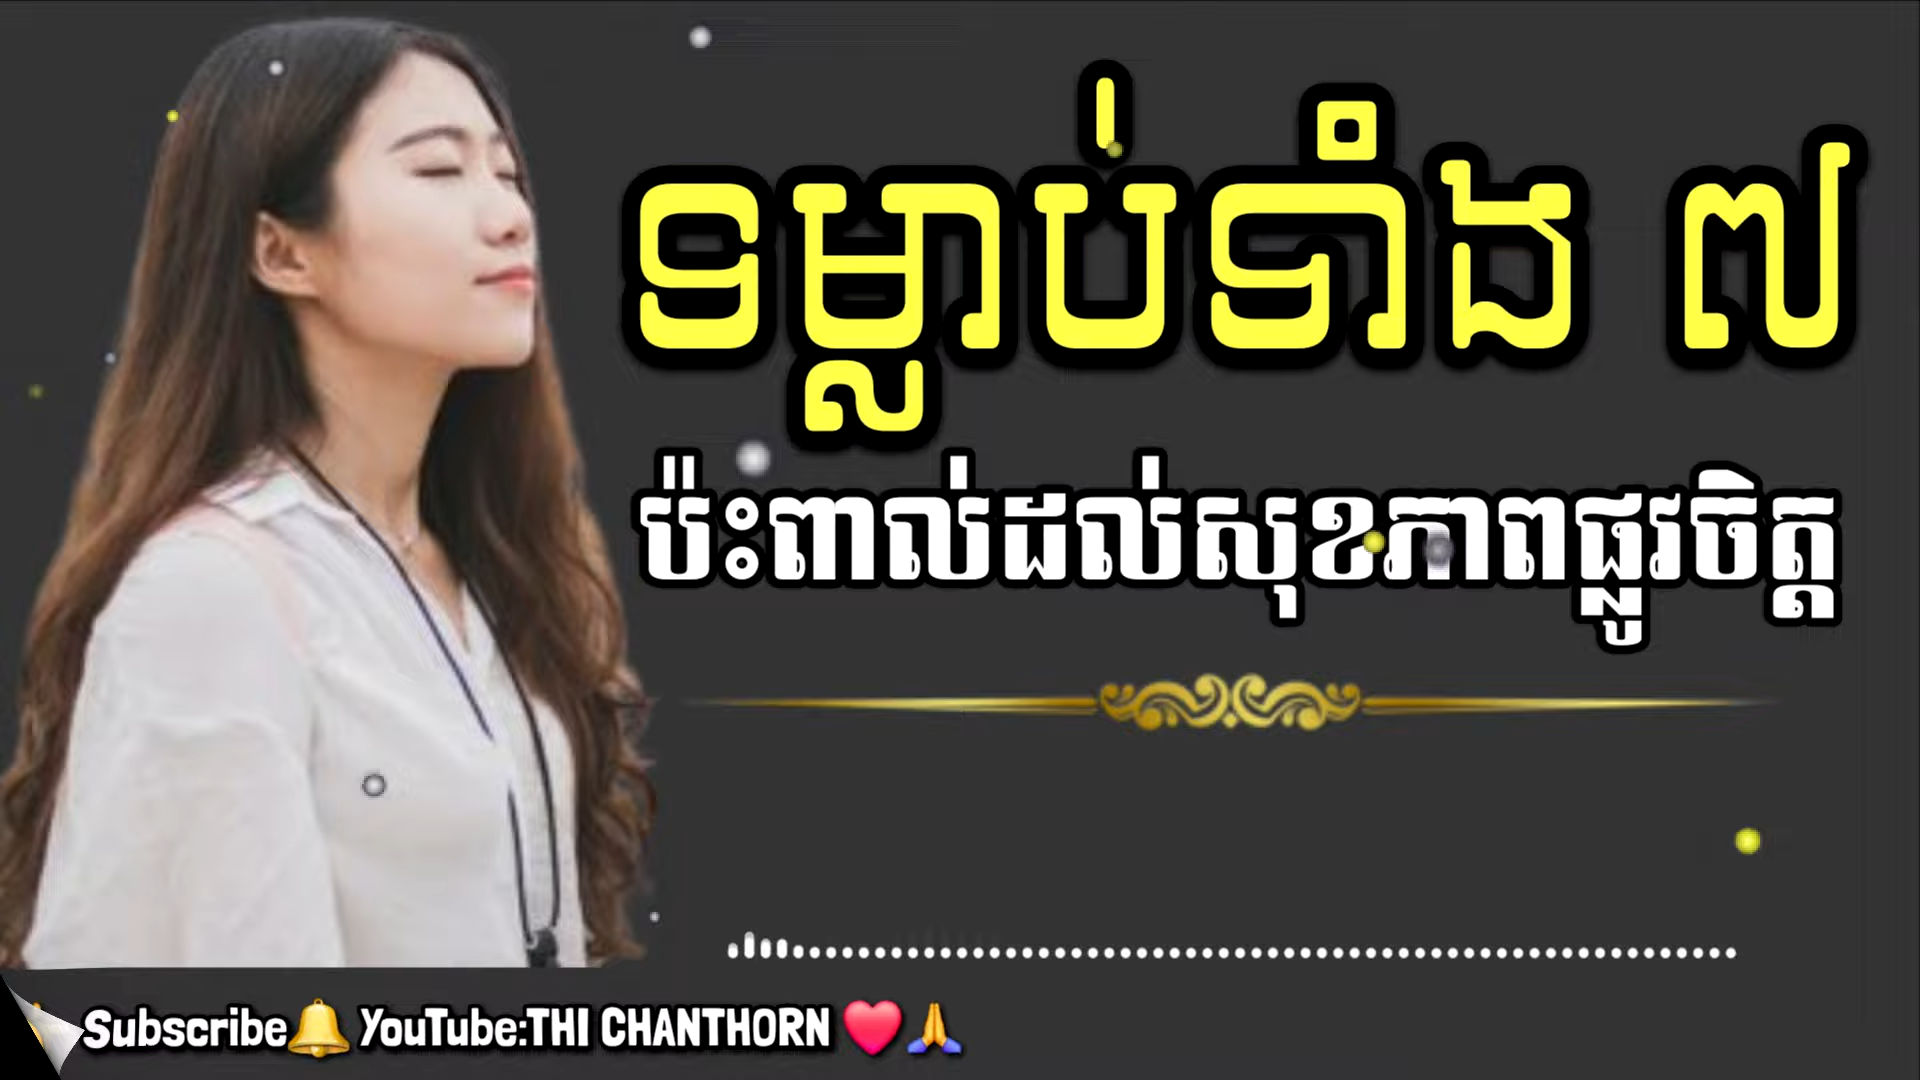 ទម្លាប់ទាំង ៧
ប៉ះពាល់ដល់សុខភាពផ្លូវចិត្ត
Subscribe🔔 YouTube:THI CHANTHORN ❤️🙏